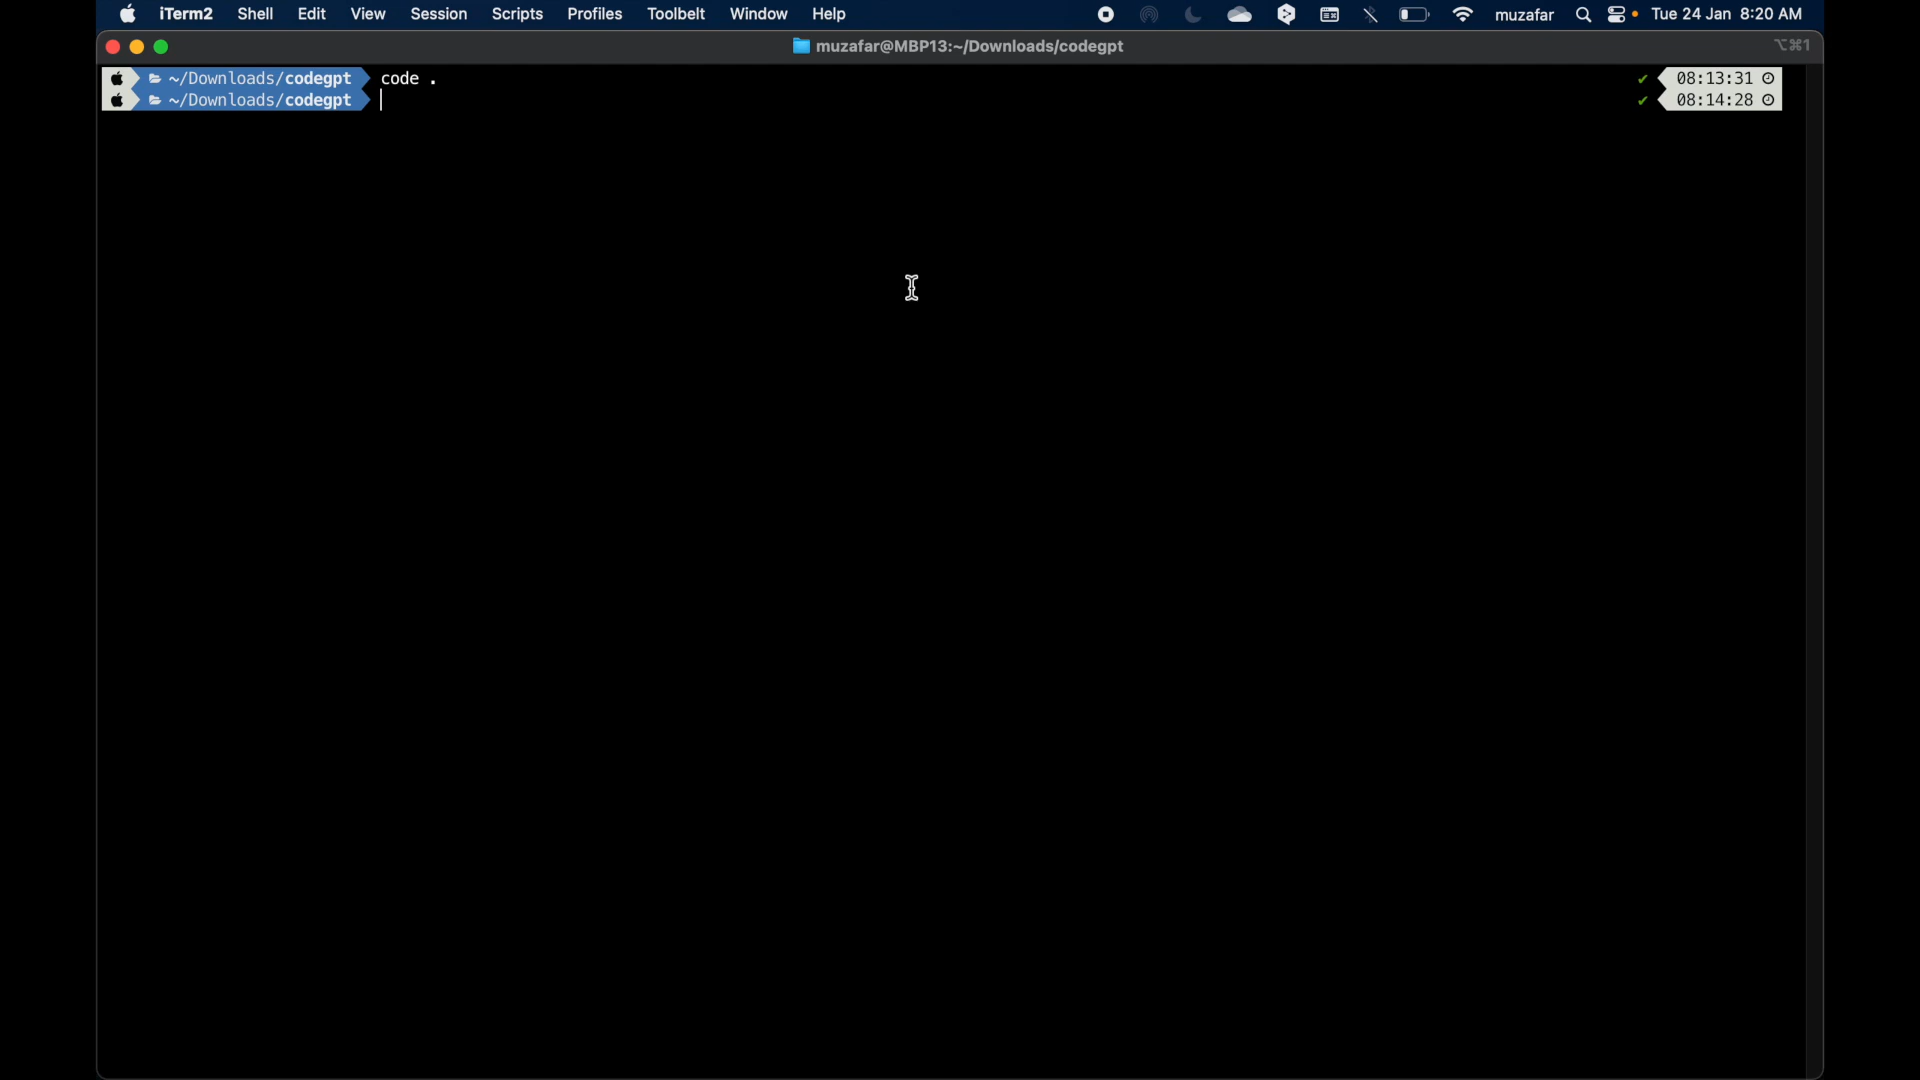 iTerm2 Shell Edit View Session Scripts Profiles Toolbelt Window Help muzafar Tue 24 Jan 8:20 AM
muzafar@MBP13:~/Downloads/codegpt ⌥⌘1
~/Downloads/codegpt code . ✔ 08:13:31
~/Downloads/codegpt ✔ 08:14:28